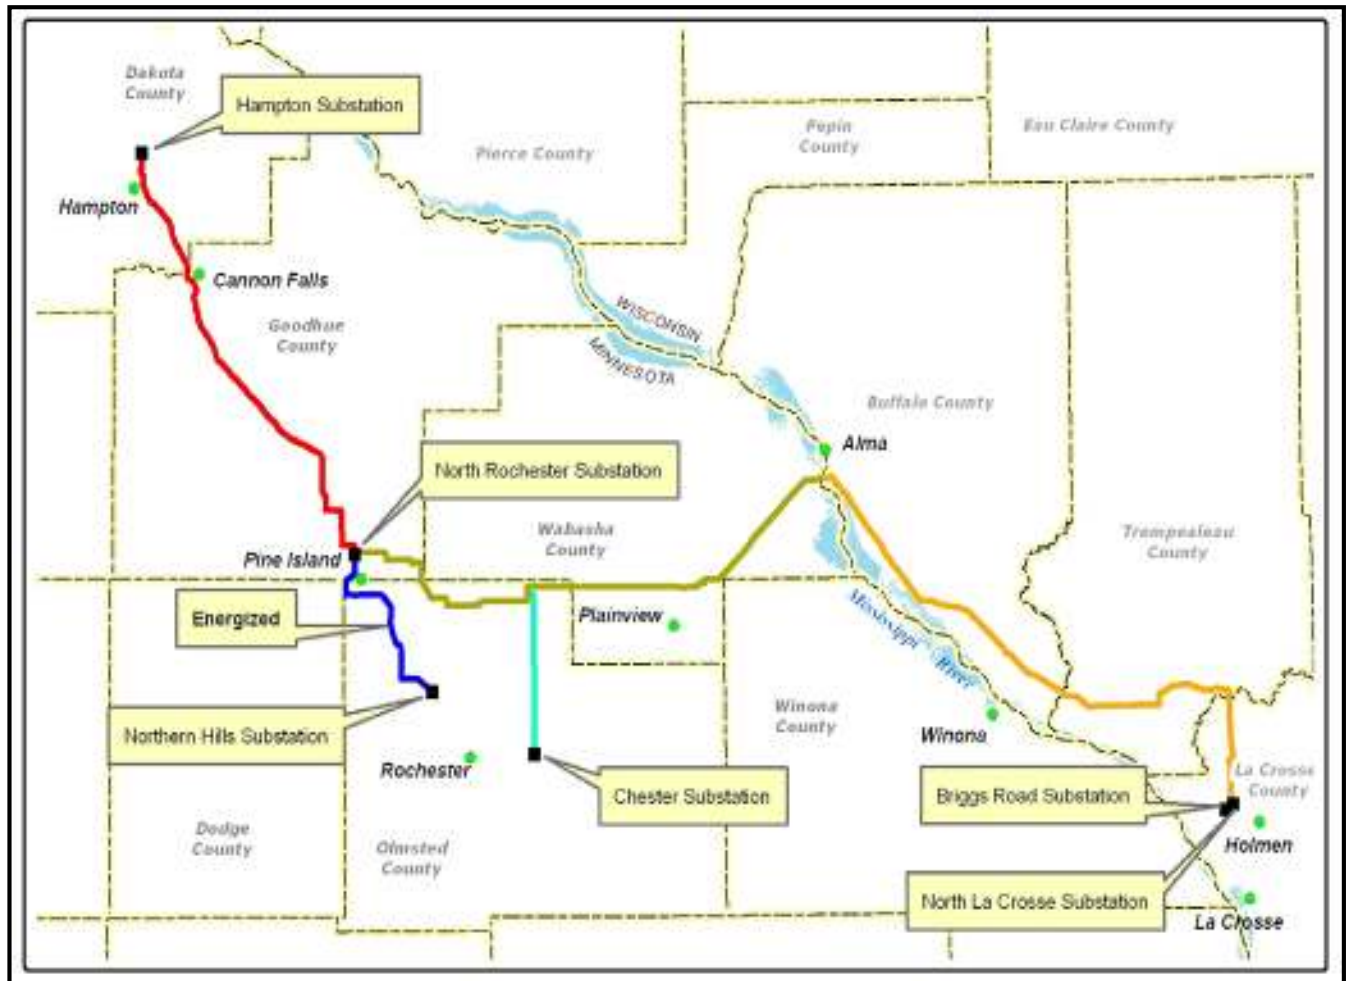 Dakota
County
Hampton Substation
Pierce County
Pepin
County
Eau Claire County
Hampton
Cannon Falls
Goodhue
County
WISCONSIN
MINNESOTA
Buffalo County
Alma
North Rochester Substation
Wabasha
County
Trempealeau
County
Pine Island
Energized
Plainview
Mississippi
River
Northern Hills Substation
Winona
County
Winona
Rochester
Chester Substation
Briggs Road Substation
La Crosse
County
Dodge
County
Olmsted
County
Holmen
North La Crosse Substation
La Crosse